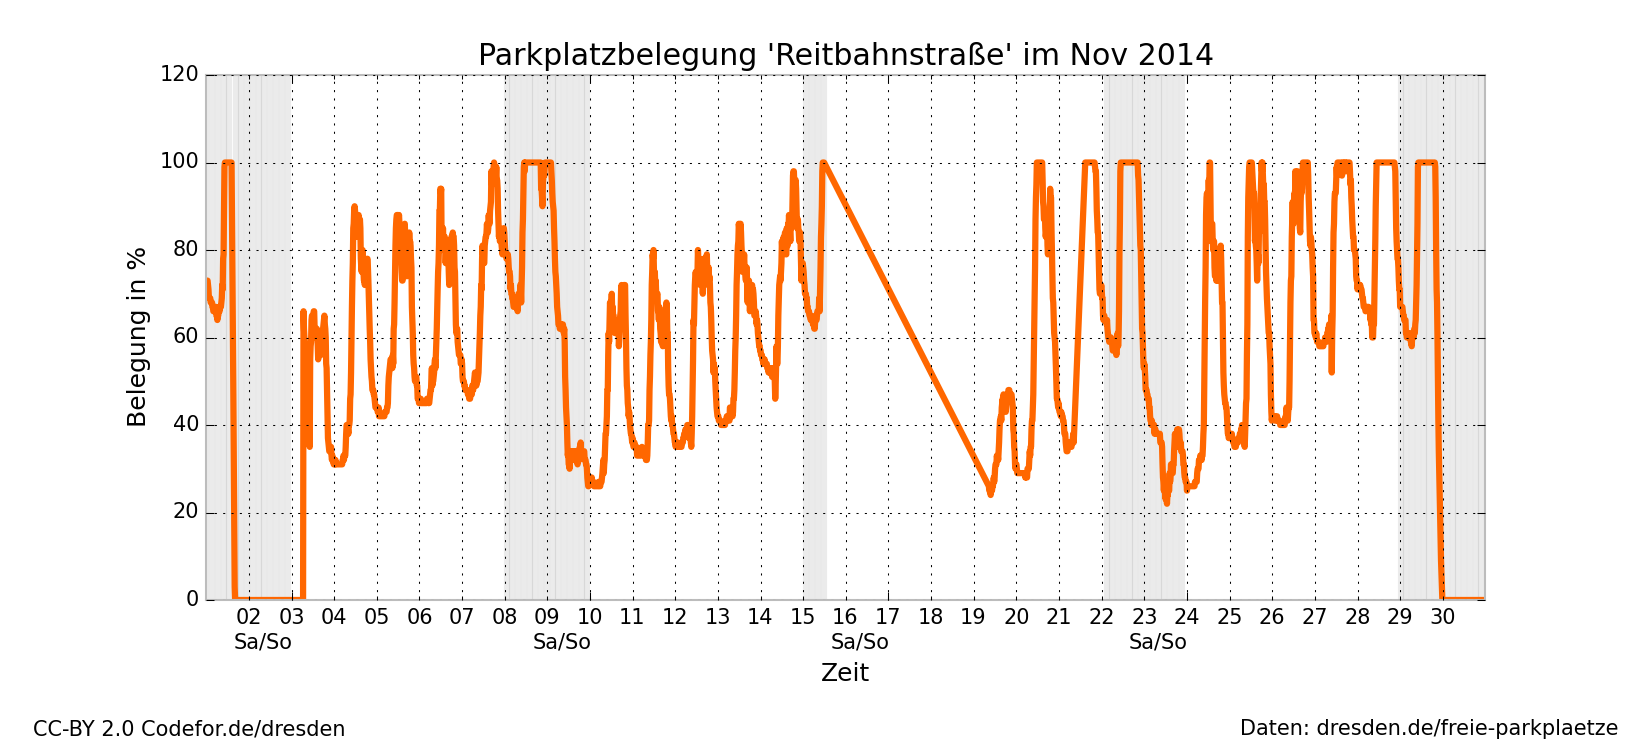 Parkplatzbelegung 'Reitbahnstraße' im Nov 2014
Belegung in %
120
100
80
60
40
20
0
02 03 04 05 06 07 08 09 10 11 12 13 14 15 16 17 18 19 20 21 22 23 24 25 26 27 28 29 30
Sa/So Sa/So Sa/So Sa/So
Zeit
CC-BY 2.0 Codefor.de/dresden
Daten: dresden.de/freie-parkplaetze